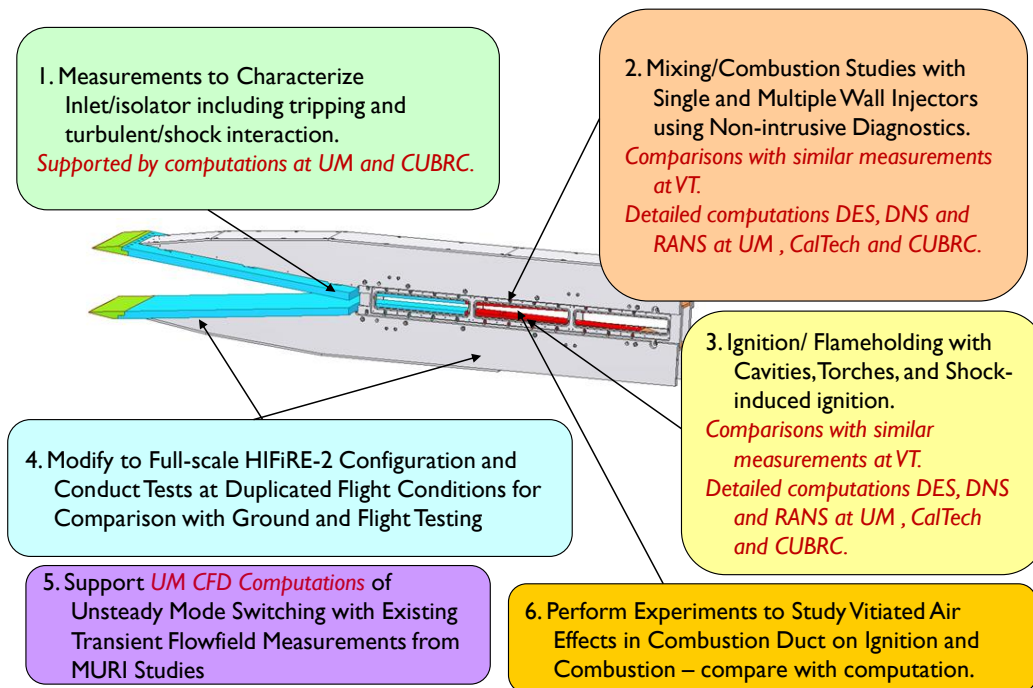 1. Measurements to Characterize
Inlet/isolator including tripping and
turbulent/shock interaction.
Supported by computations at UM and CUBRC.
2. Mixing/Combustion Studies with
Single and Multiple Wall Injectors
using Non-intrusive Diagnostics.
Comparisons with similar measurements
at VT.
Detailed computations DES, DNS and
RANS at UM , CalTech and CUBRC.
3. Ignition/ Flameholding with
Cavities, Torches, and Shock-
induced ignition.
Comparisons with similar
measurements at VT.
Detailed computations DES, DNS
and RANS at UM , CalTech
and CUBRC.
4. Modify to Full-scale HIFiRE-2 Configuration and
Conduct Tests at Duplicated Flight Conditions for
Comparison with Ground and Flight Testing
5. Support UM CFD Computations of
Unsteady Mode Switching with Existing
Transient Flowfield Measurements from
MURI Studies
6. Perform Experiments to Study Vitiated Air
Effects in Combustion Duct on Ignition and
Combustion – compare with computation.